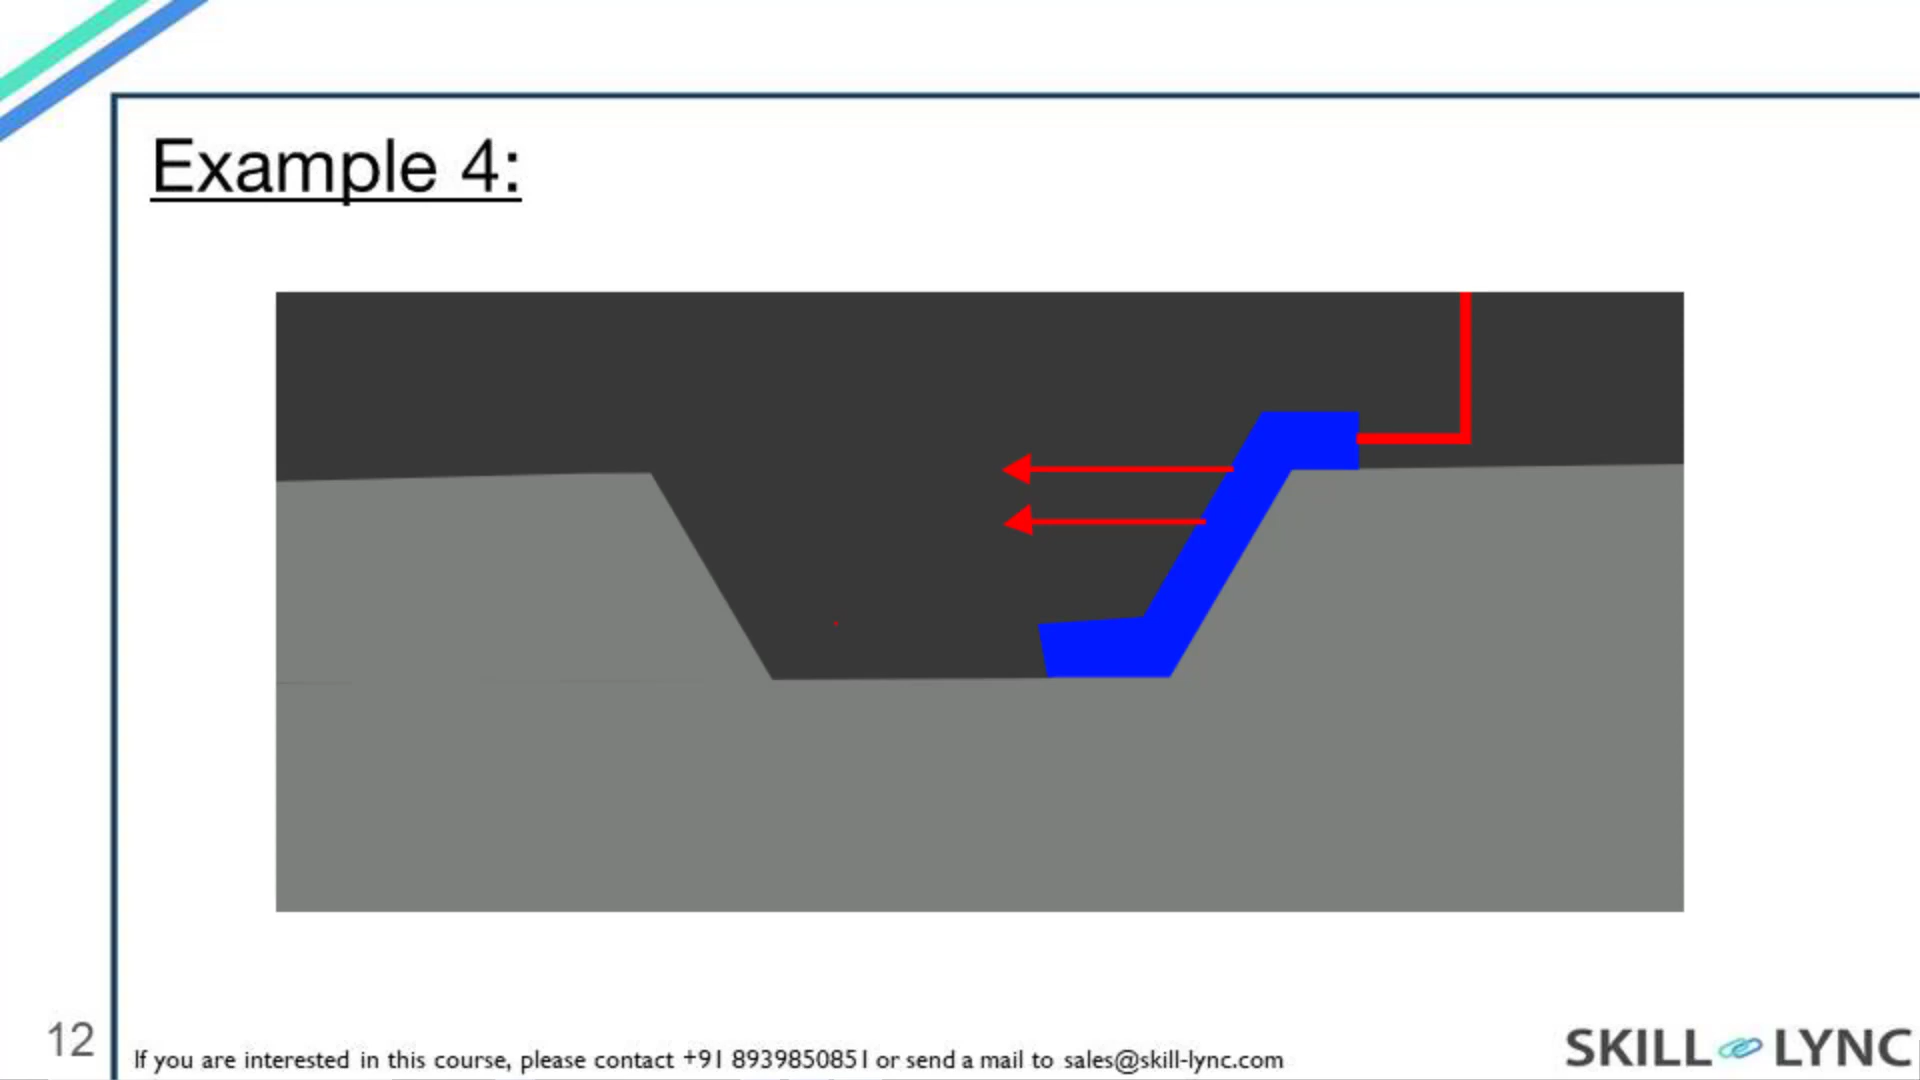 Example 4:
12
If you are interested in this course, please contact +91 8939850851 or send a mail to sales@skill-lync.com
SKILL LYNC